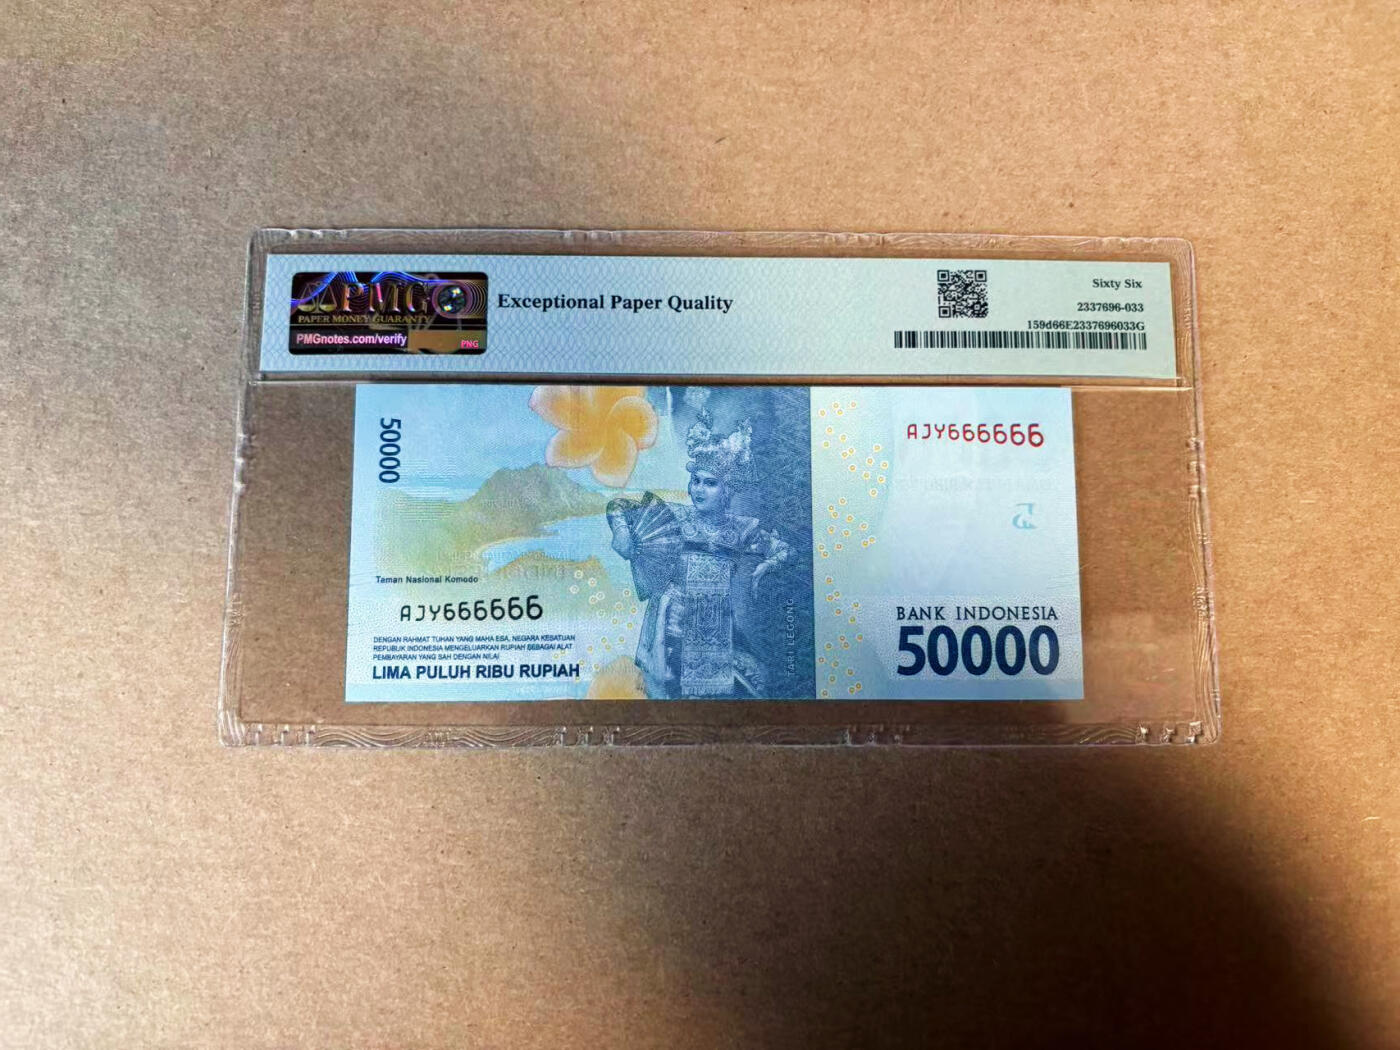 PMG
PAPER MONEY GUARANTY
PMGnotes.com/verify
PNG
Exceptional Paper Quality
Sixty Six
2337696-033
159d66E2337696033G
50000
AJY666666
Taman Nasional Komodo
AJY666666
DENGAN RAHMAT TUHAN YANG MAHA ESA, NEGARA KESATUAN
REPUBLIK INDONESIA MENGELUARKAN RUPIAH SEBAGAI ALAT
PEMBAYARAN YANG SAH DENGAN NILAI
LIMA PULUH RIBU RUPIAH
TARI LEGONG
BANK INDONESIA
50000